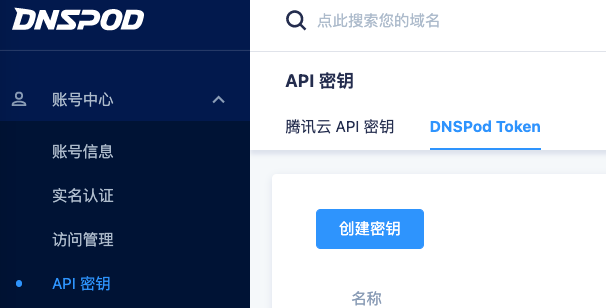 DNSPOD
账号中心
账号信息
实名认证
访问管理
API 密钥
点此搜索您的域名
API 密钥
腾讯云 API 密钥
DNSPod Token
创建密钥
名称